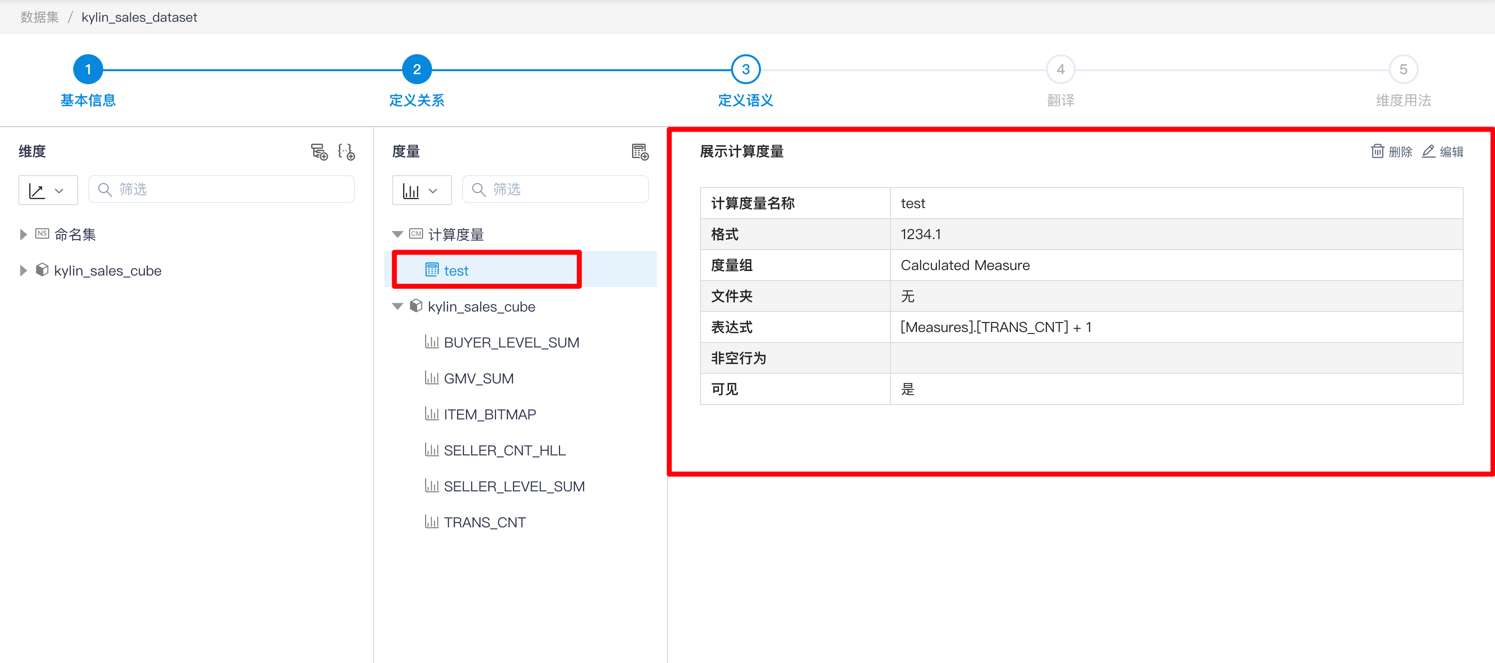 数据集 / kylin_sales_dataset
1 2 3 4 5
基本信息 定义关系 定义语义 翻译 维度用法
维度
筛选
NS 命名集
kylin_sales_cube
度量
筛选
CM 计算度量
test
kylin_sales_cube
BUYER_LEVEL_SUM
GMV_SUM
ITEM_BITMAP
SELLER_CNT_HLL
SELLER_LEVEL_SUM
TRANS_CNT
展示计算度量 删除 编辑
计算度量名称 test
格式 1234.1
度量组 Calculated Measure
文件夹 无
表达式 [Measures].[TRANS_CNT] + 1
非空行为
可见 是